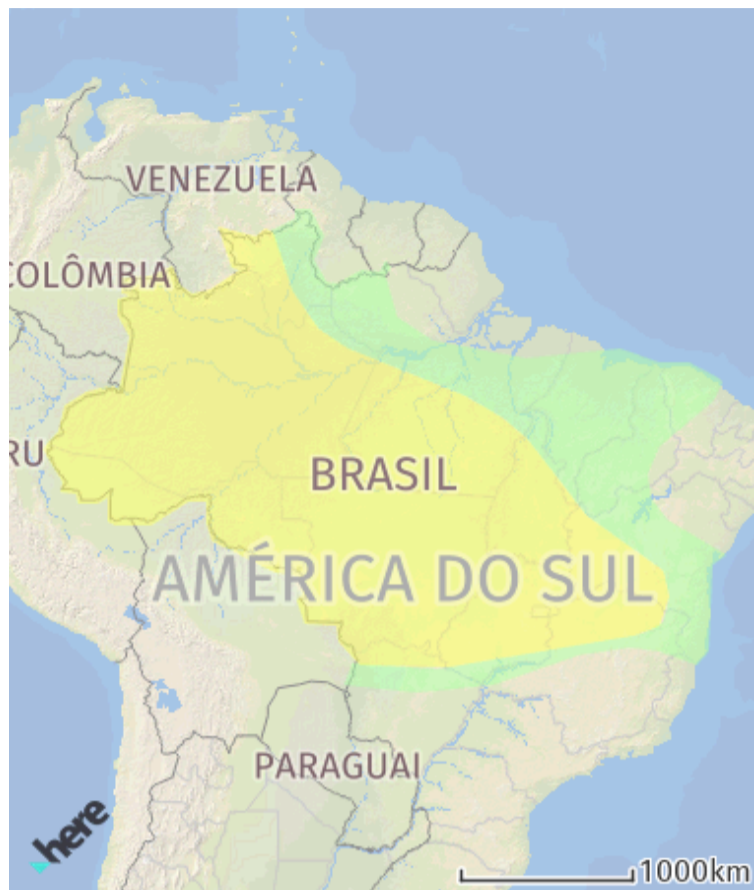 VENEZUELA
COLÔMBIA
RU
BRASIL
AMÉRICA DO SUL
PARAGUAI
here
1000km